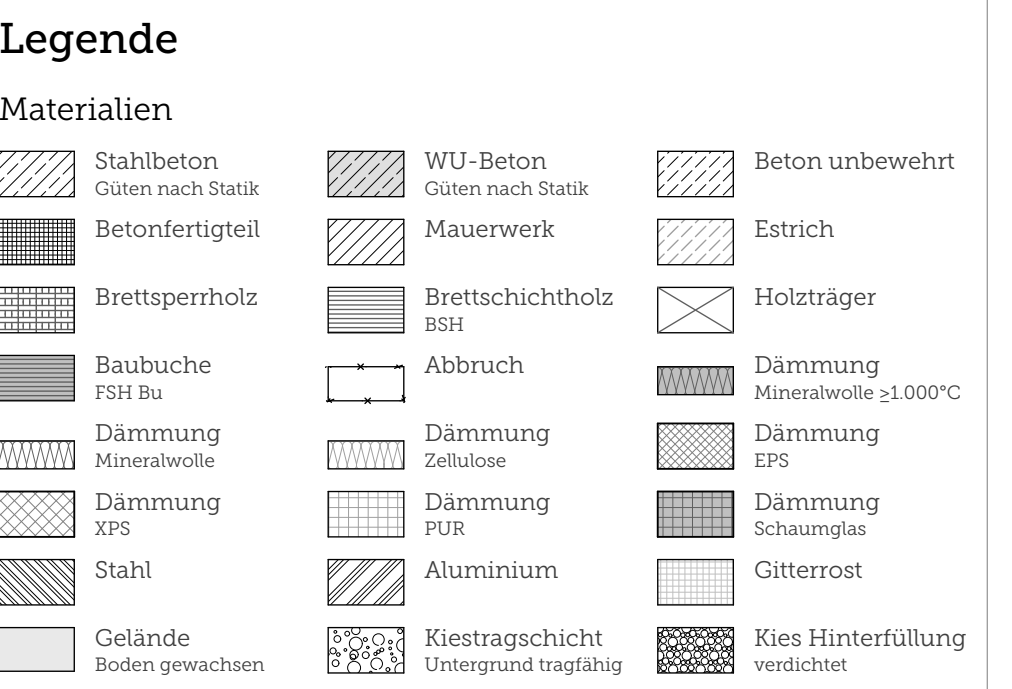 Legende
Materialien
Stahlbeton
Güten nach Statik
WU-Beton
Güten nach Statik
Beton unbewehrt
Betonfertigteil
Mauerwerk
Estrich
Brettsperrholz
Brettschichtholz
BSH
Holzträger
Baubuche
FSH Bu
Abbruch
Dämmung
Mineralwolle ≥1.000°C
Dämmung
Mineralwolle
Dämmung
Zellulose
Dämmung
EPS
Dämmung
XPS
Dämmung
PUR
Dämmung
Schaumglas
Stahl
Aluminium
Gitterrost
Gelände
Boden gewachsen
Kiestragschicht
Untergrund tragfähig
Kies Hinterfüllung
verdichtet